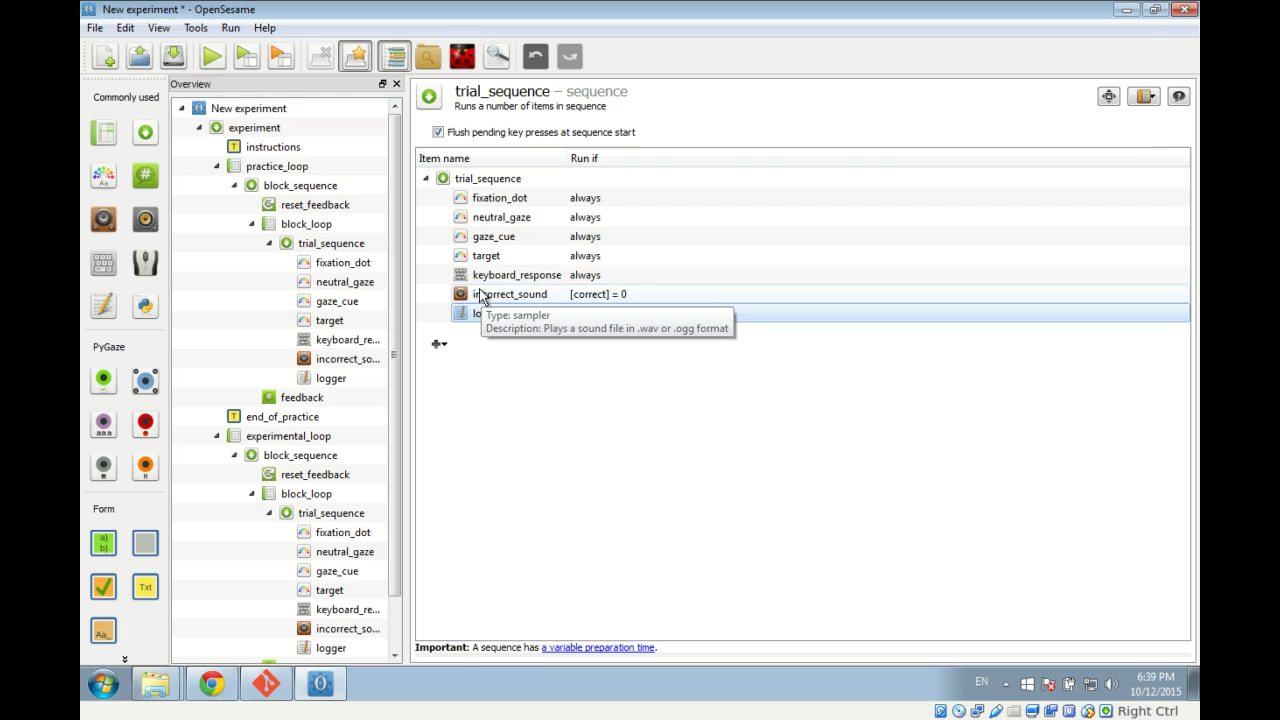 New experiment * - OpenSesame
File Edit View Tools Run Help
Commonly used
Aa
PyGaze
aaa
Form
a)
b)
Txt
Aa_
Overview
New experiment
experiment
instructions
practice_loop
block_sequence
reset_feedback
block_loop
trial_sequence
fixation_dot
neutral_gaze
gaze_cue
target
keyboard_re...
incorrect_so...
logger
feedback
end_of_practice
experimental_loop
block_sequence
reset_feedback
block_loop
trial_sequence
fixation_dot
neutral_gaze
gaze_cue
target
keyboard_re...
incorrect_so...
logger
trial_sequence – sequence
Runs a number of items in sequence
Flush pending key presses at sequence start
Item name Run if
trial_sequence
fixation_dot always
neutral_gaze always
gaze_cue always
target always
keyboard_response always
incorrect_sound [correct] = 0
lo
Type: sampler
Description: Plays a sound file in .wav or .ogg format
Important: A sequence has a variable preparation time.
EN
6:39 PM
10/12/2015
Right Ctrl